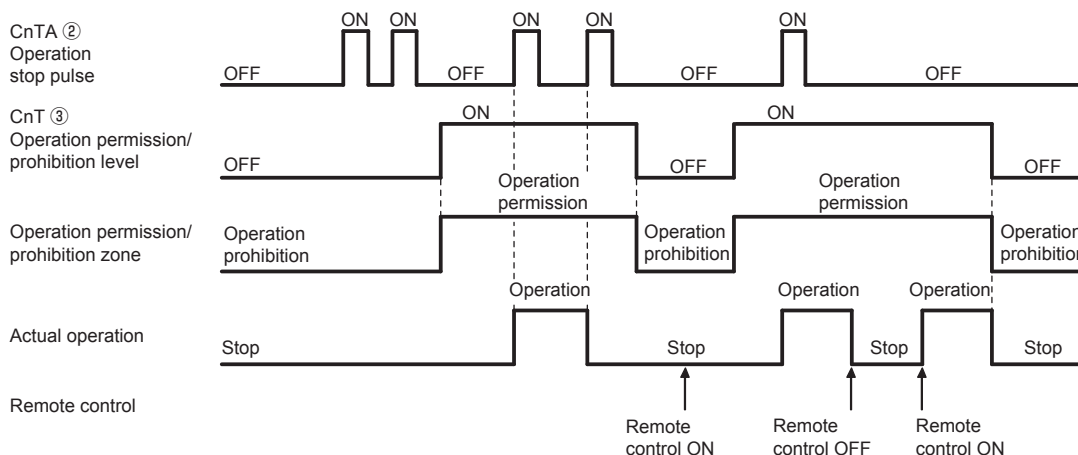 ON ON ON ON ON
CnTA ②
Operation
stop pulse
OFF OFF OFF OFF
CnT ③
Operation permission/
prohibition level
ON ON
OFF OFF OFF
Operation
permission
Operation
permission
Operation permission/
prohibition zone
Operation
prohibition
Operation
prohibition
Operation
prohibition
Operation Operation Operation
Actual operation
Stop Stop Stop Stop
Remote control
Remote
control ON
Remote
control OFF
Remote
control ON